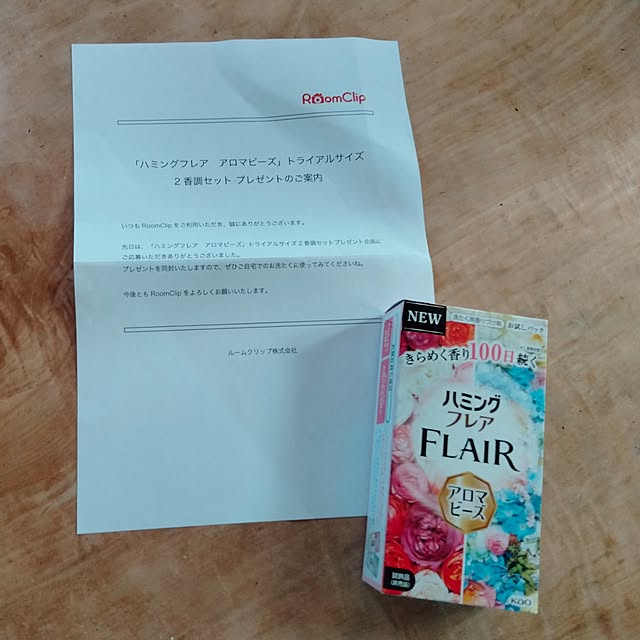 RoomClip
「ハミングフレア　アロマビーズ」トライアルサイズ
2香調セット プレゼントのご案内
いつも RoomClip をご利用いただき、誠にありがとうございます。
先日は、「ハミングフレア　アロマビーズ」トライアルサイズ2香調セットプレゼント企画に
ご応募いただきありがとうございました。
プレゼントを同封いたしますので、ぜひご自宅でのお洗たくに使ってみてくださいね。
今後とも RoomClip をよろしくお願いいたします。
ルームクリップ株式会社
NEW
お試しパック
きらめく香り100日続く
ハミング
フレア
FLAIR
アロマ
ビーズ
試供品
(非売品)
Kao